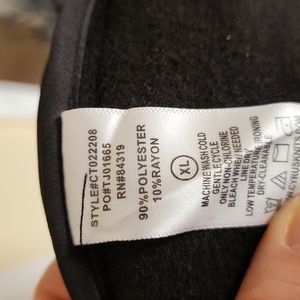 STYLE#CT022208
PO#TJ01665
RN#84319
90%POLYESTER
10%RAYON
XL
MACHINE WASH COLD
GENTLE CYCLE
ONLY NON-CHLORINE
BLEACH WHEN NEEDED
LINE DRY
LOW TEMPERATURE IRONING
DRY-CLEANABLE